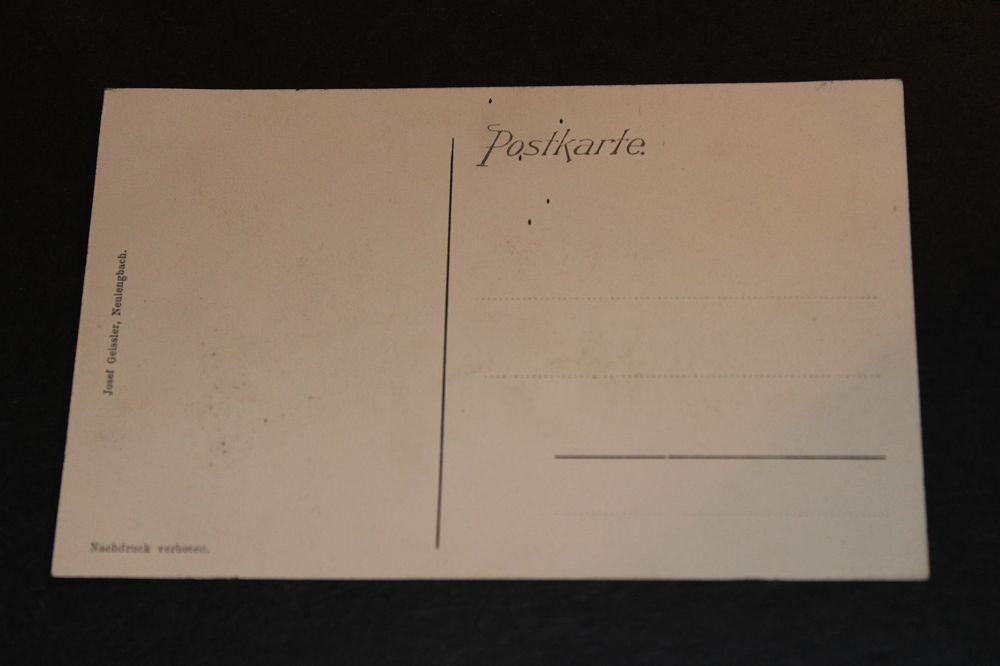 Postkarte.
Josef Geissler, Neulengbach.
Nachdruck verboten.